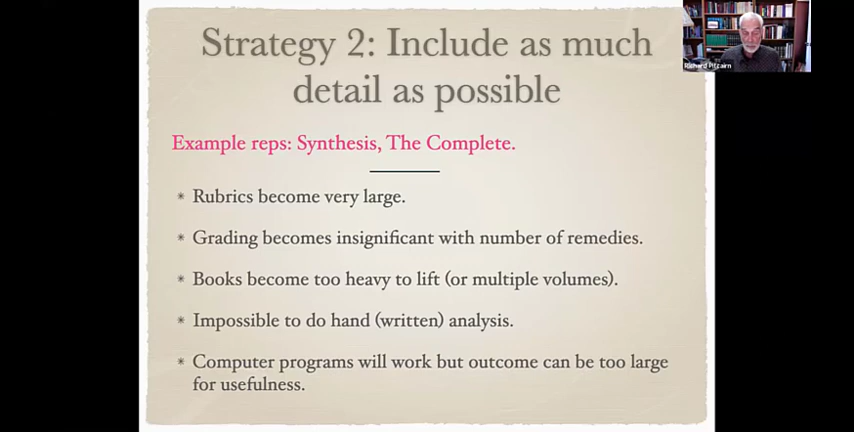 Strategy 2: Include as much
detail as possible
Richard Pitcairn
Example reps: Synthesis, The Complete.
* Rubrics become very large.
* Grading becomes insignificant with number of remedies.
* Books become too heavy to lift (or multiple volumes).
* Impossible to do hand (written) analysis.
* Computer programs will work but outcome can be too large
for usefulness.